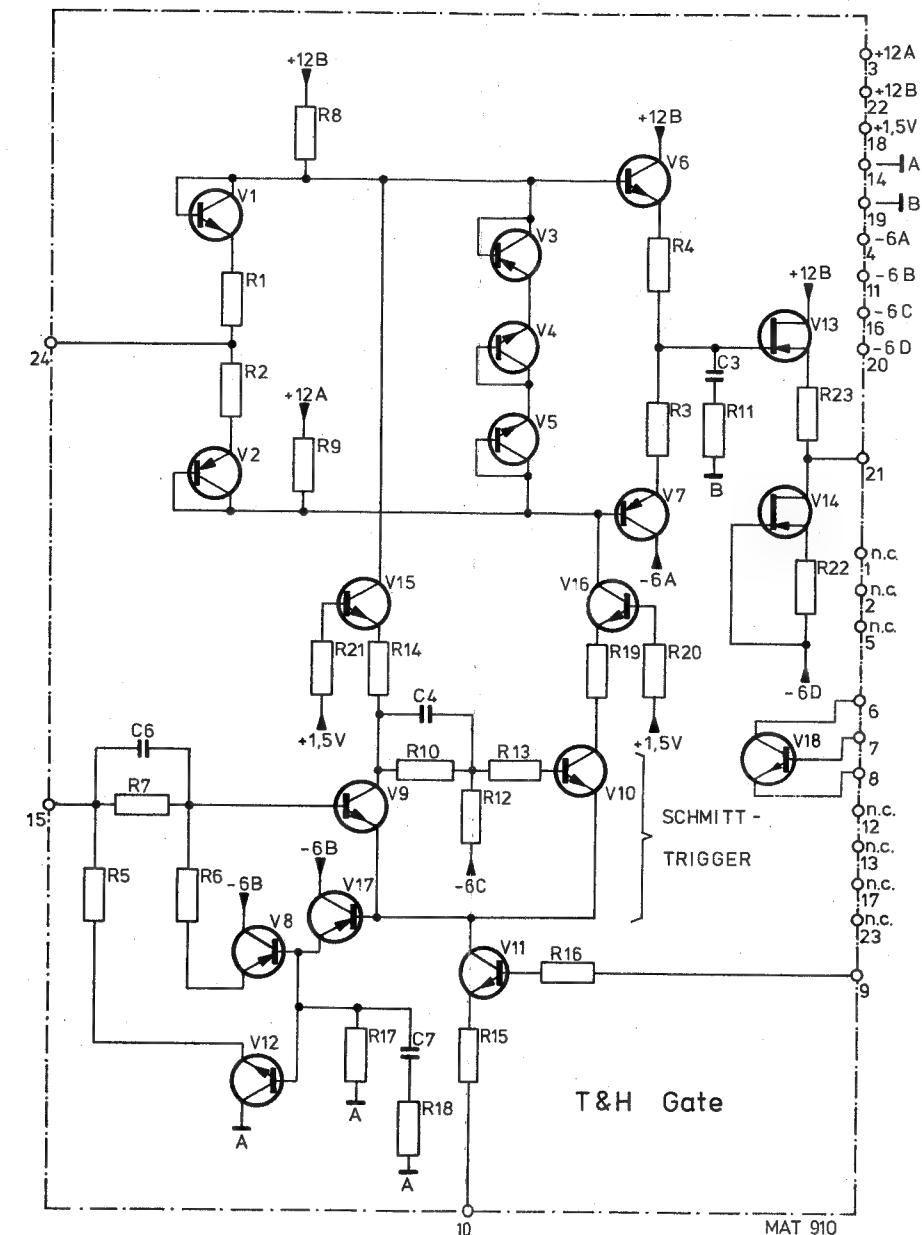 +12A
3
+12B
22
+1,5V
18
A
14
B
19
-6A
4
-6B
11
-6C
16
-6D
20
+12B
R8
V1
R1
24
R2
+12A
R9
V2
V3
V4
V5
+12B
V6
R4
R3
C3
R11
B
V7
-6A
+12B
V13
R23
21
V14
R22
-6D
n.c.
1
n.c.
2
n.c.
5
V15
R21
R14
+1,5V
V16
R19
R20
+1,5V
C4
R10
R13
R12
-6C
V9
V10
SCHMITT-
TRIGGER
C6
R7
15
R5
R6
-6B
V8
-6B
V17
V12
A
R17
A
C7
R18
A
V11
R16
R15
10
V18
6
7
8
n.c.
12
n.c.
13
n.c.
17
n.c.
23
9
T&H Gate
MAT 910